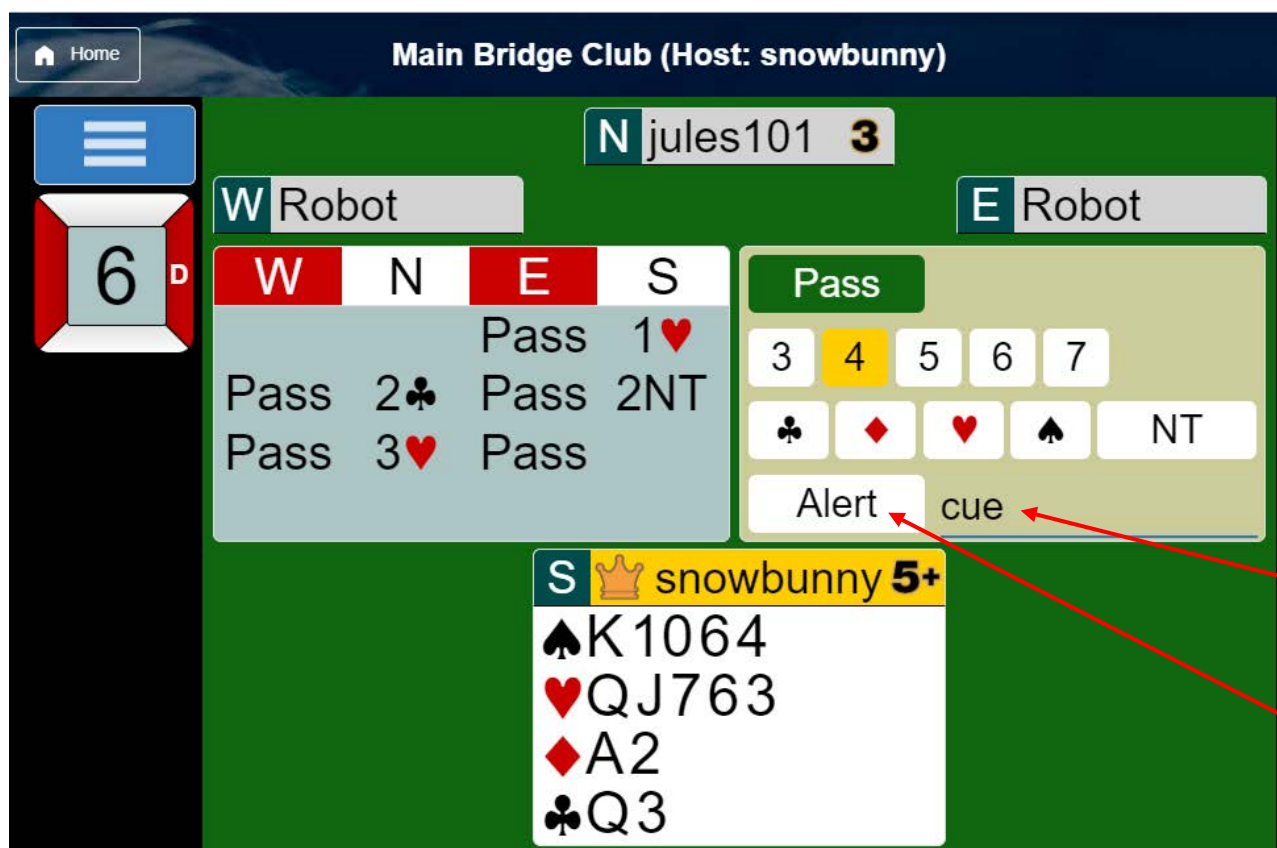 Home
Main Bridge Club (Host: snowbunny)
N jules101 3
W Robot
E Robot
6 D
W N E S
Pass 1♥
Pass 2♣ Pass 2NT
Pass 3♥ Pass
Pass
3 4 5 6 7
♣ ♦ ♥ ♠ NT
Alert cue
S snowbunny 5+
♠K1064
♥QJ763
♦A2
♣Q3